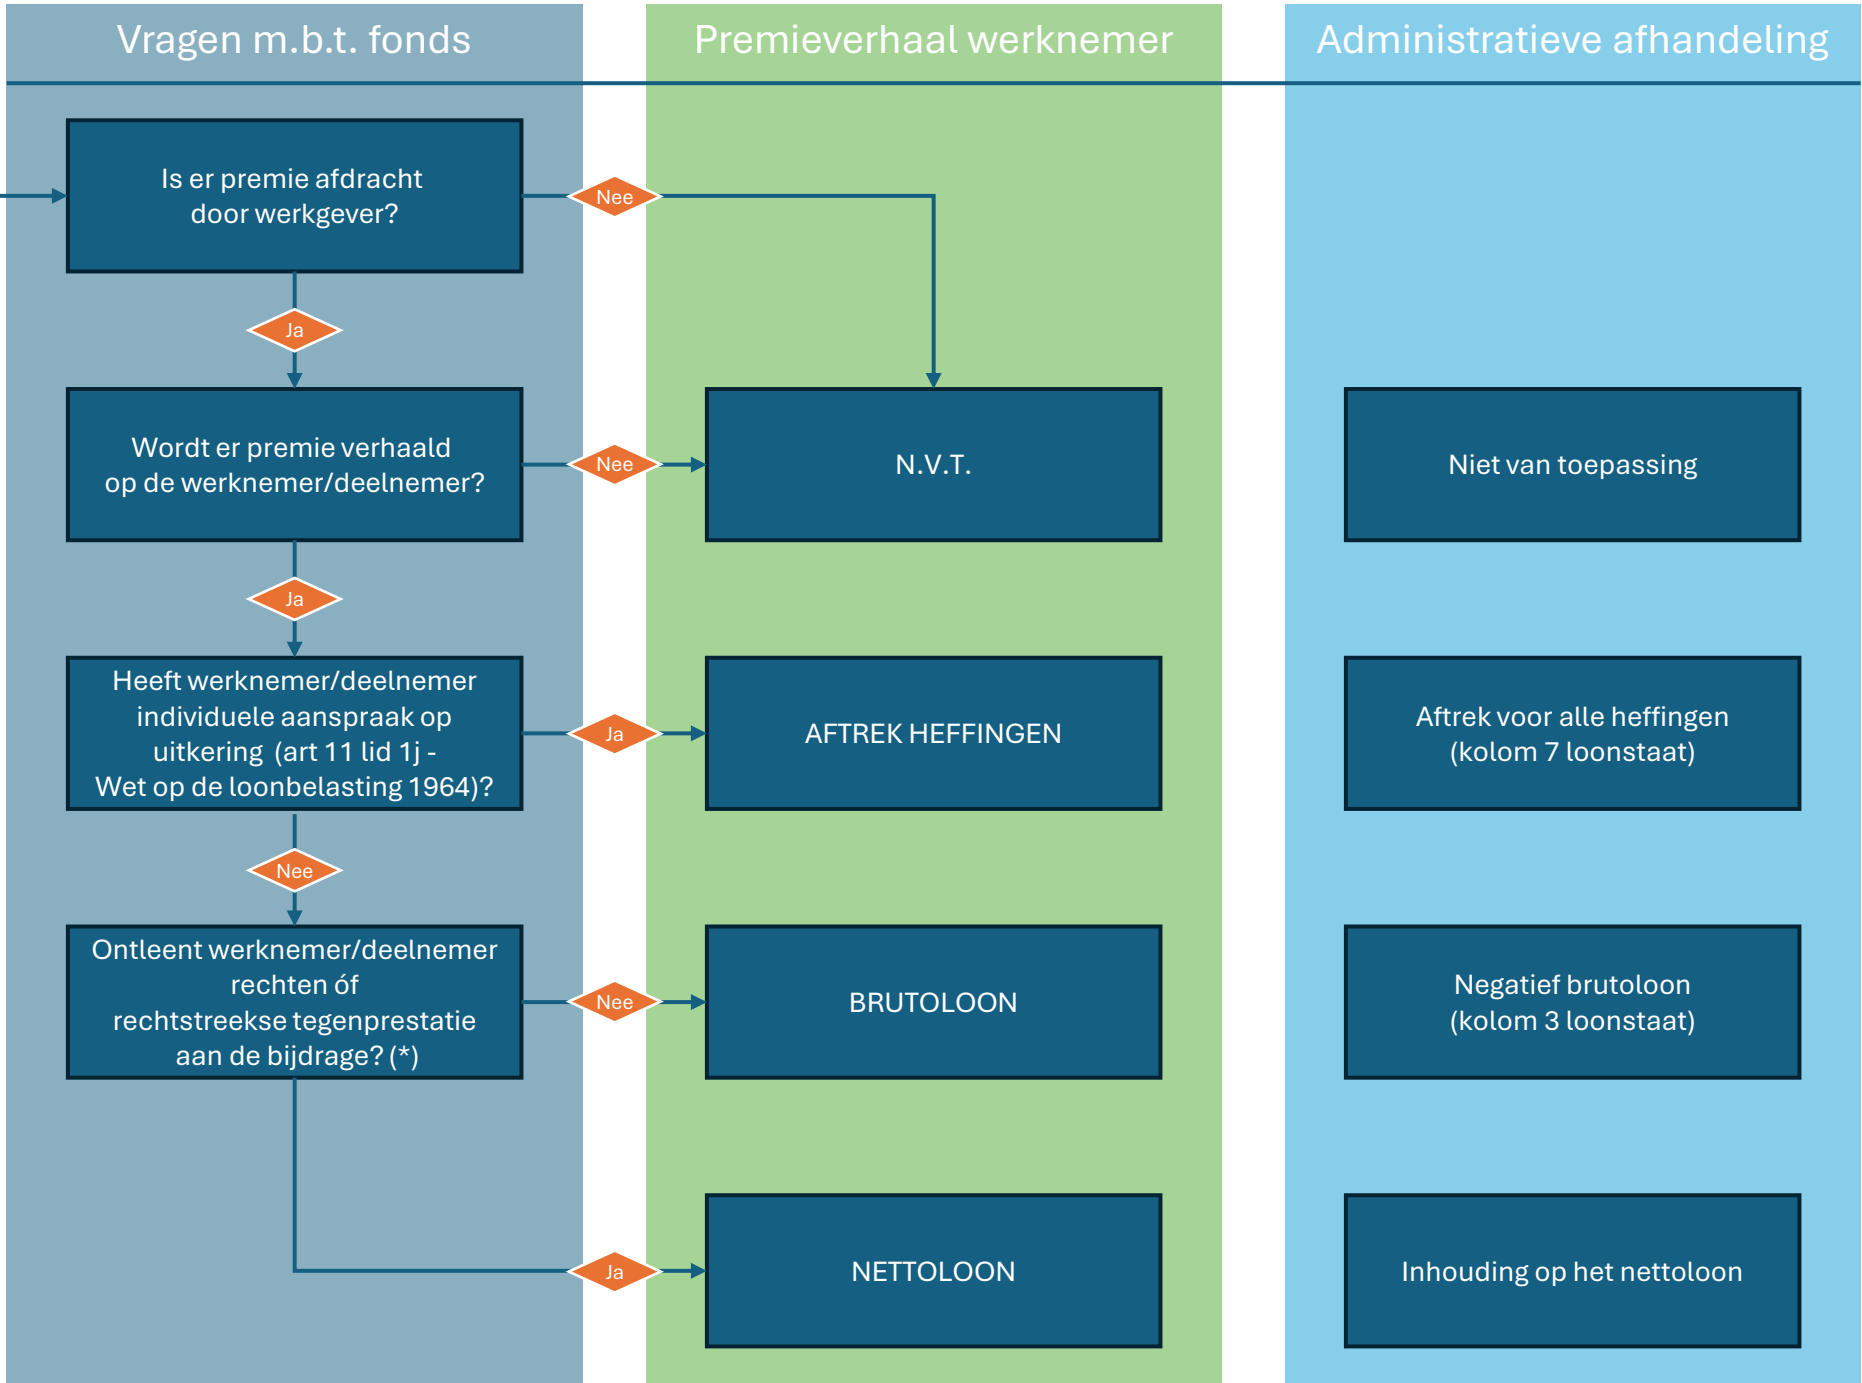 Vragen m.b.t. fonds
Premieverhaal werknemer
Administratieve afhandeling
Is er premie afdracht
door werkgever?
Nee
Ja
Wordt er premie verhaald
op de werknemer/deelnemer?
Nee
N.V.T.
Niet van toepassing
Ja
Heeft werknemer/deelnemer
individuele aanspraak op
uitkering (art 11 lid 1j -
Wet op de loonbelasting 1964)?
Ja
AFTREK HEFFINGEN
Aftrek voor alle heffingen
(kolom 7 loonstaat)
Nee
Ontleent werknemer/deelnemer
rechten óf
rechtstreekse tegenprestatie
aan de bijdrage? (*)
Nee
BRUTOLOON
Negatief brutoloon
(kolom 3 loonstaat)
Ja
NETTOLOON
Inhouding op het nettoloon